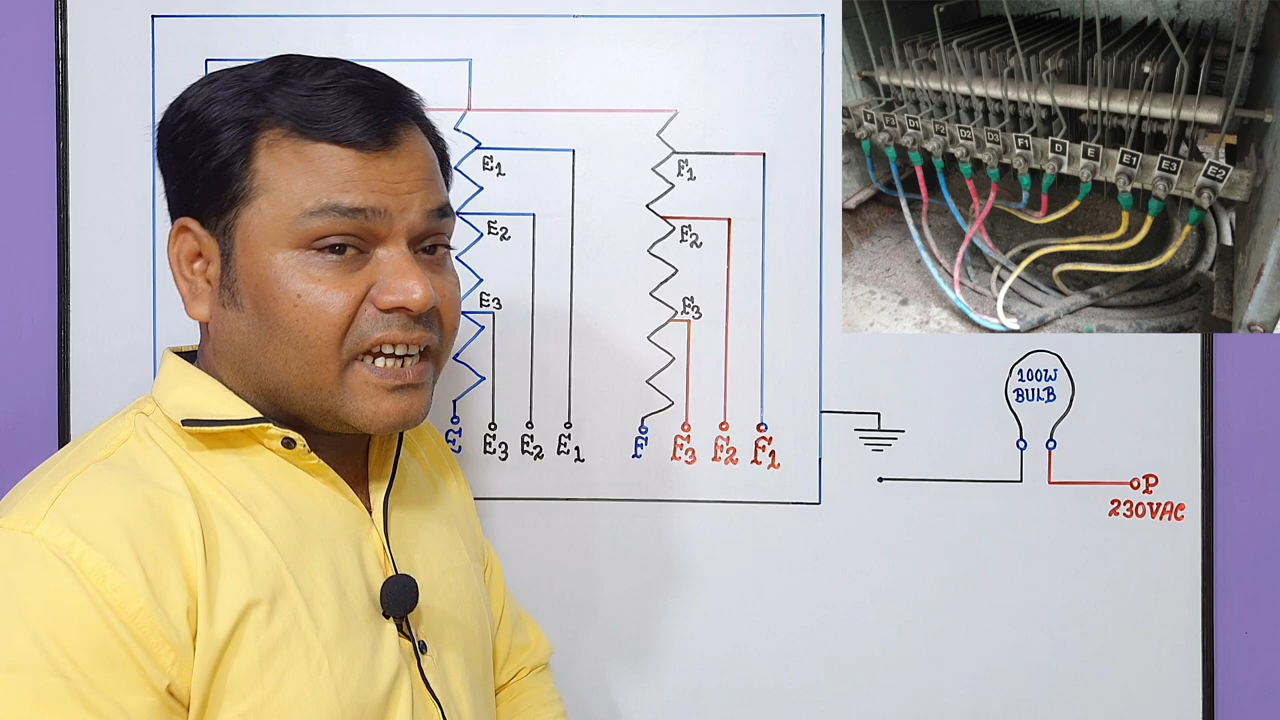 F F3 D1 F2 D2 D3 F1 D E E1 E3 E2
E1 F1
E2 F2
E3 F3
E3 E2 E1 F F3 F2 F1
100W
BULB
P
230VAC